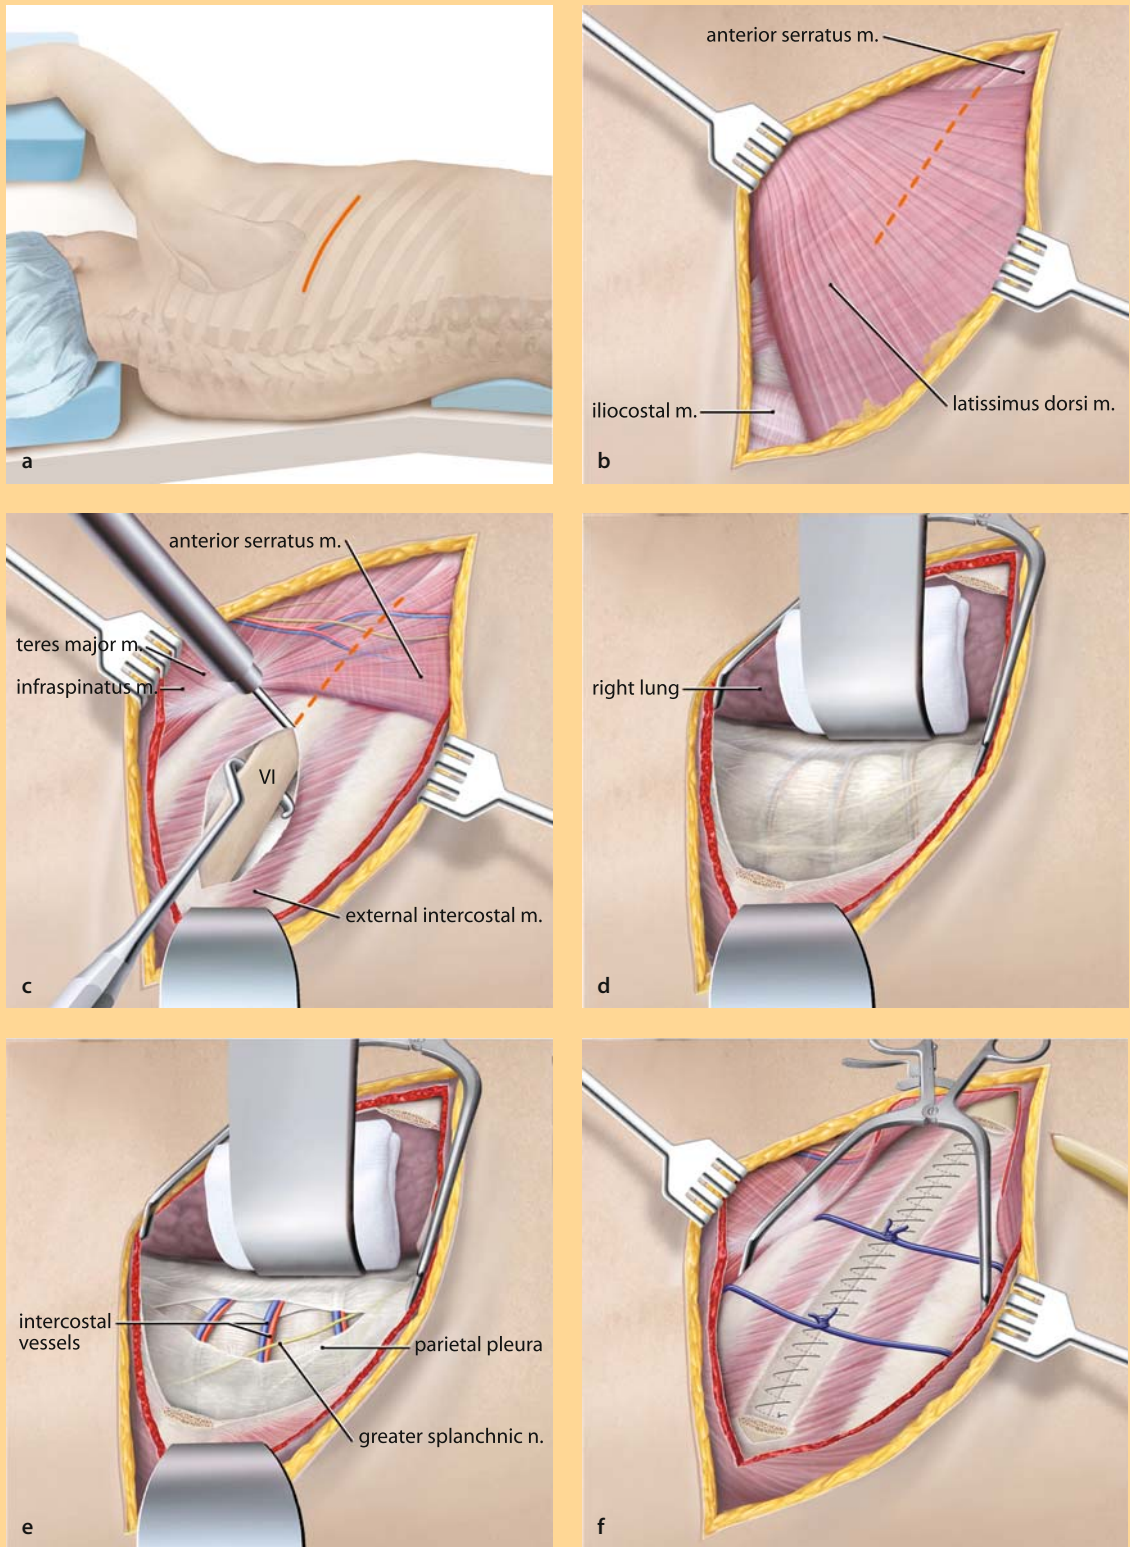 a
anterior serratus m.
iliocostal m.
latissimus dorsi m.
b
anterior serratus m.
teres major m.
infraspinatus m.
VI
external intercostal m.
c
right lung
d
intercostal
vessels
parietal pleura
greater splanchnic n.
e
f